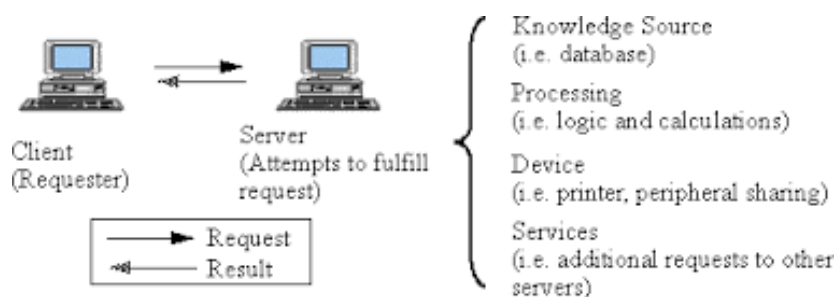 Client
(Requester)
Server
(Attempts to fulfill
request)
Request
Result
Knowledge Source
(i.e. database)
Processing
(i.e. logic and calculations)
Device
(i.e. printer, peripheral sharing)
Services
(i.e. additional requests to other
servers)